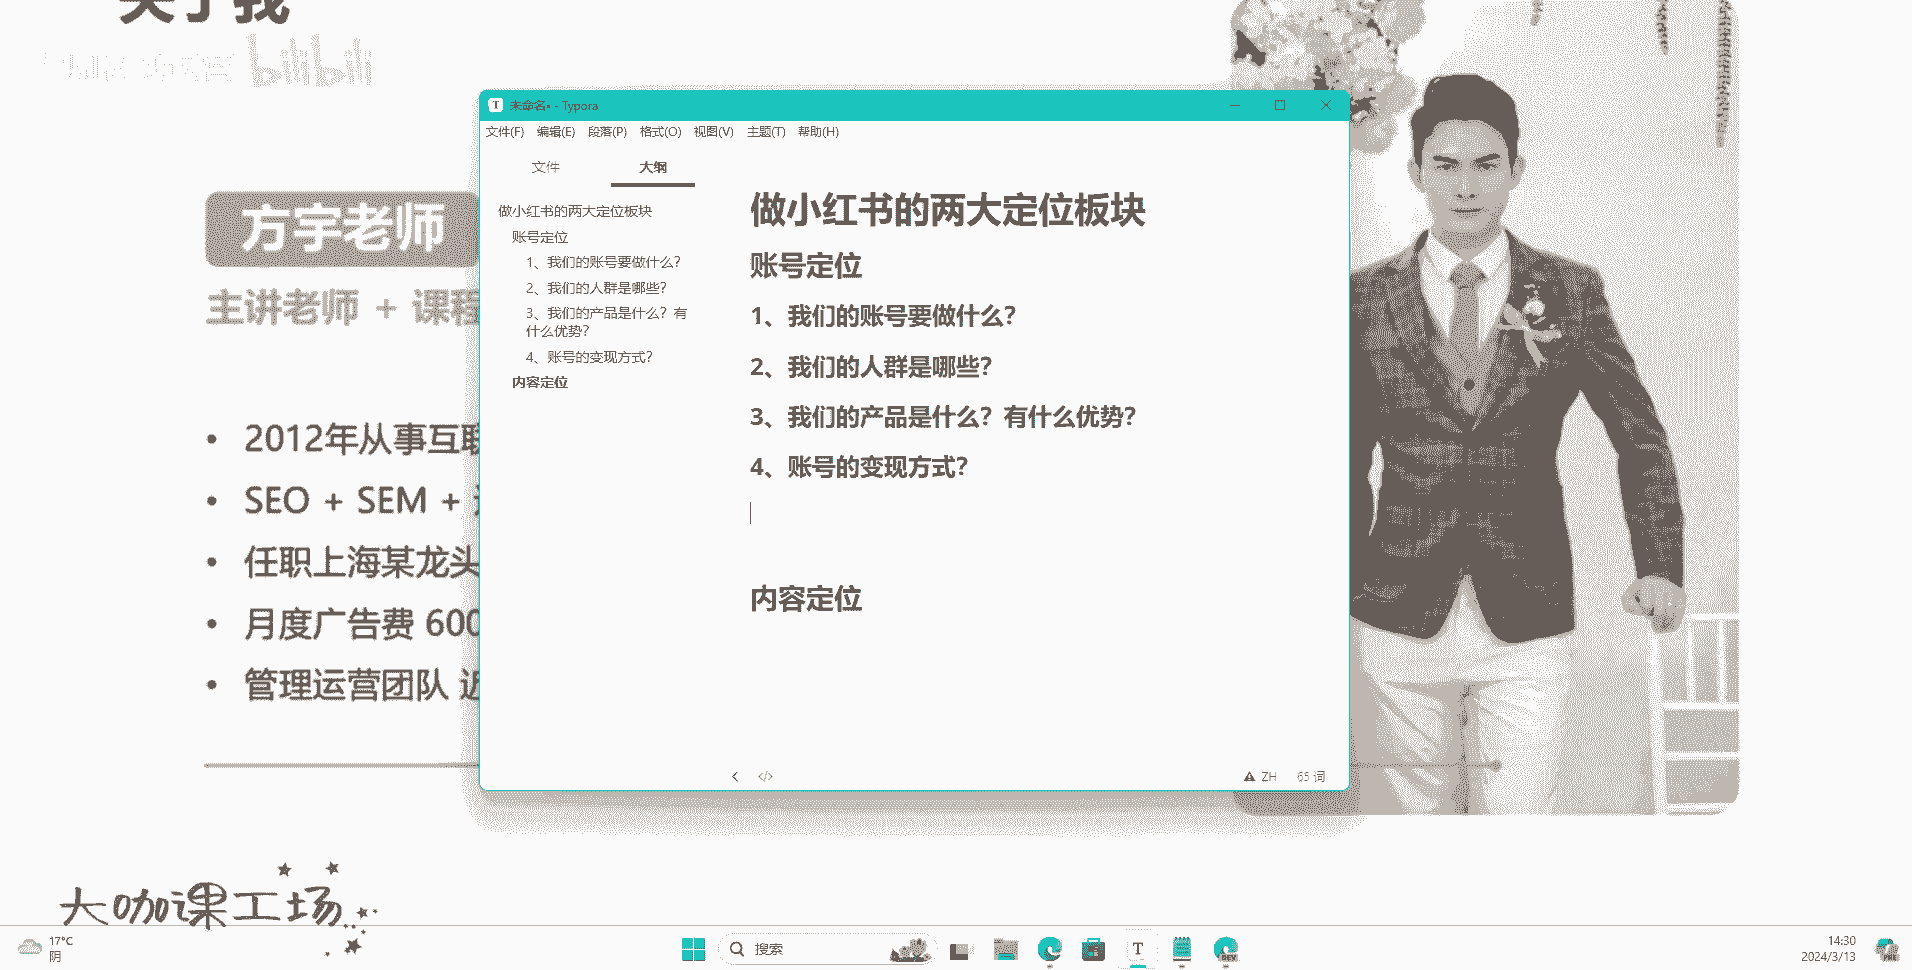 关于我
bilibili
方宇老师
主讲老师 + 课程
2012年从事互联
SEO + SEM +
任职上海某龙头
月度广告费 600
管理运营团队 近
未命名• - Typora
文件(F) 编辑(E) 段落(P) 格式(O) 视图(V) 主题(T) 帮助(H)
文件 大纲
做小红书的两大定位板块
账号定位
1、我们的账号要做什么？
2、我们的人群是哪些？
3、我们的产品是什么？有
什么优势？
4、账号的变现方式？
内容定位
做小红书的两大定位板块
账号定位
1、我们的账号要做什么？
2、我们的人群是哪些？
3、我们的产品是什么？有什么优势？
4、账号的变现方式？
内容定位
ZH 65 词
大咖课工场
17°C
阴
搜索
T
DEV
14:30
2024/3/13
PRE